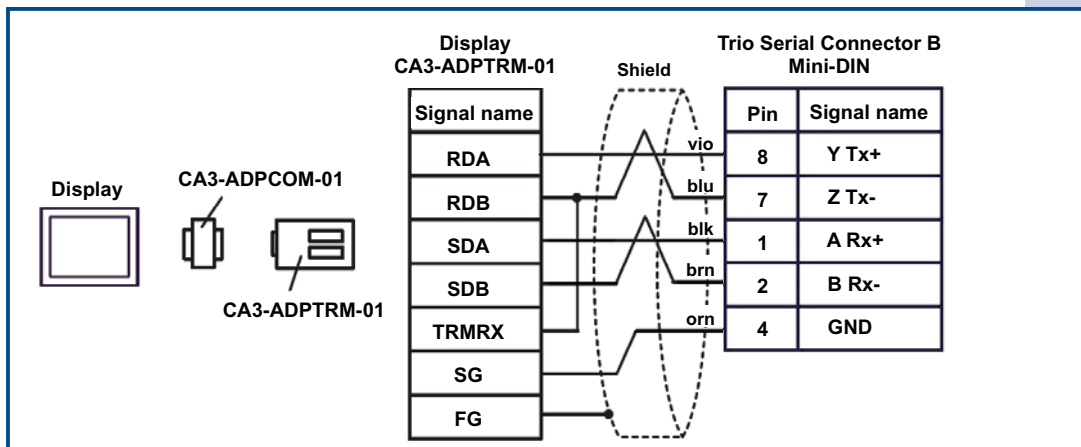 Display
CA3-ADPTRM-01
Shield
Trio Serial Connector B
Mini-DIN
Signal name
Pin
Signal name
RDA
vio
8
Y Tx+
RDB
blu
7
Z Tx-
SDA
blk
1
A Rx+
SDB
brn
2
B Rx-
TRMRX
orn
4
GND
SG
FG
Display
CA3-ADPCOM-01
CA3-ADPTRM-01